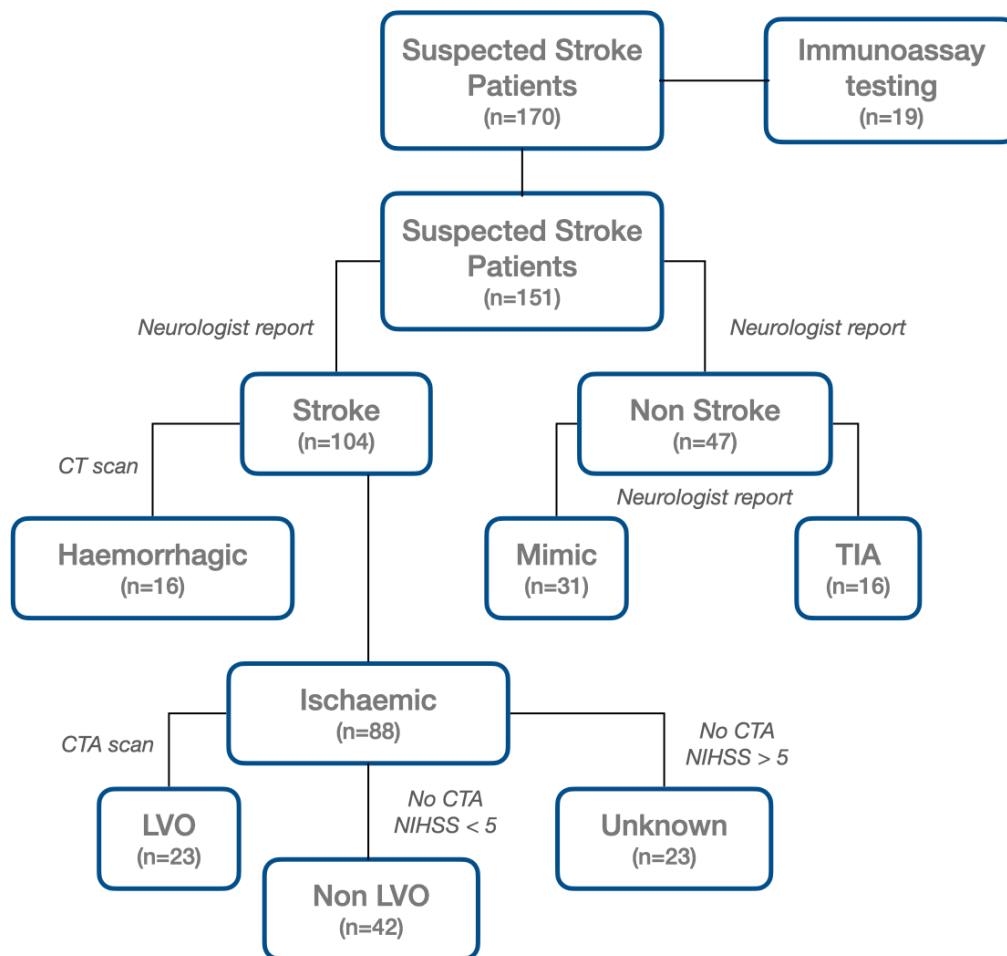 Suspected Stroke
Patients
(n=170)
Immunoassay
testing
(n=19)
Suspected Stroke
Patients
(n=151)
Neurologist report
Neurologist report
Stroke
(n=104)
Non Stroke
(n=47)
CT scan
Neurologist report
Haemorrhagic
(n=16)
Mimic
(n=31)
TIA
(n=16)
Ischaemic
(n=88)
CTA scan
No CTA
NIHSS < 5
No CTA
NIHSS > 5
LVO
(n=23)
Non LVO
(n=42)
Unknown
(n=23)